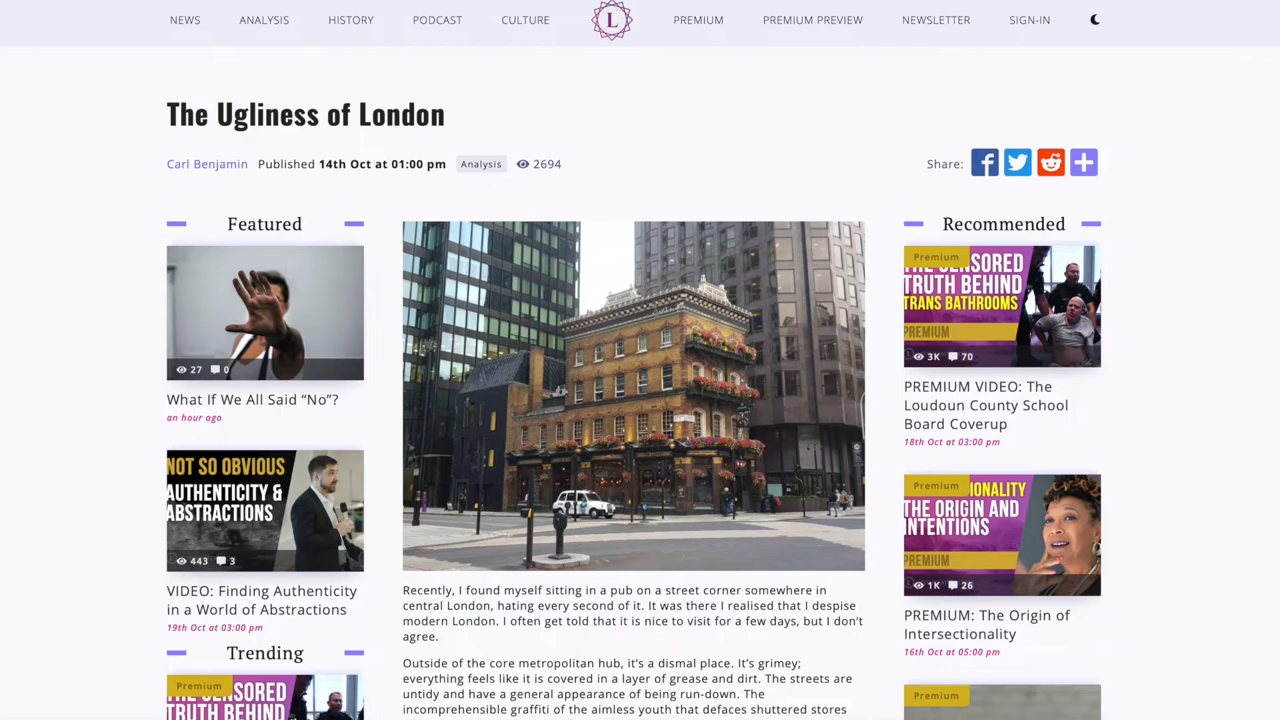 NEWS ANALYSIS HISTORY PODCAST CULTURE L PREMIUM PREMIUM PREVIEW NEWSLETTER SIGN-IN
The Ugliness of London
Carl Benjamin Published 14th Oct at 01:00 pm Analysis 2694
Share:
Featured
27 0
What If We All Said “No”?
an hour ago
NOT SO OBVIOUS
AUTHENTICITY &
ABSTRACTIONS
443 3
VIDEO: Finding Authenticity
in a World of Abstractions
19th Oct at 03:00 pm
Trending
Premium
THE CENSORED
TRUTH BEHIND
Recently, I found myself sitting in a pub on a street corner somewhere in
central London, hating every second of it. It was there I realised that I despise
modern London. I often get told that it is nice to visit for a few days, but I don’t
agree.
Outside of the core metropolitan hub, it’s a dismal place. It’s grimey;
everything feels like it is covered in a layer of grease and dirt. The streets are
untidy and have a general appearance of being run-down. The
incomprehensible graffiti of the aimless youth that defaces shuttered stores
Recommended
Premium
THE CENSORED
TRUTH BEHIND
TRANS BATHROOMS
PREMIUM
3K 70
PREMIUM VIDEO: The
Loudoun County School
Board Coverup
18th Oct at 03:00 pm
Premium
IONALITY
THE ORIGIN AND
INTENTIONS
PREMIUM
1K 26
PREMIUM: The Origin of
Intersectionality
16th Oct at 05:00 pm
Premium